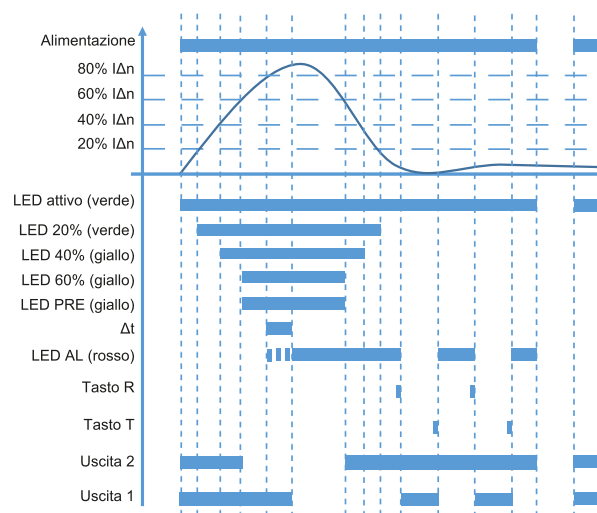 Alimentazione
80% IΔn
60% IΔn
40% IΔn
20% IΔn
LED attivo (verde)
LED 20% (verde)
LED 40% (giallo)
LED 60% (giallo)
LED PRE (giallo)
Δt
LED AL (rosso)
Tasto R
Tasto T
Uscita 2
Uscita 1